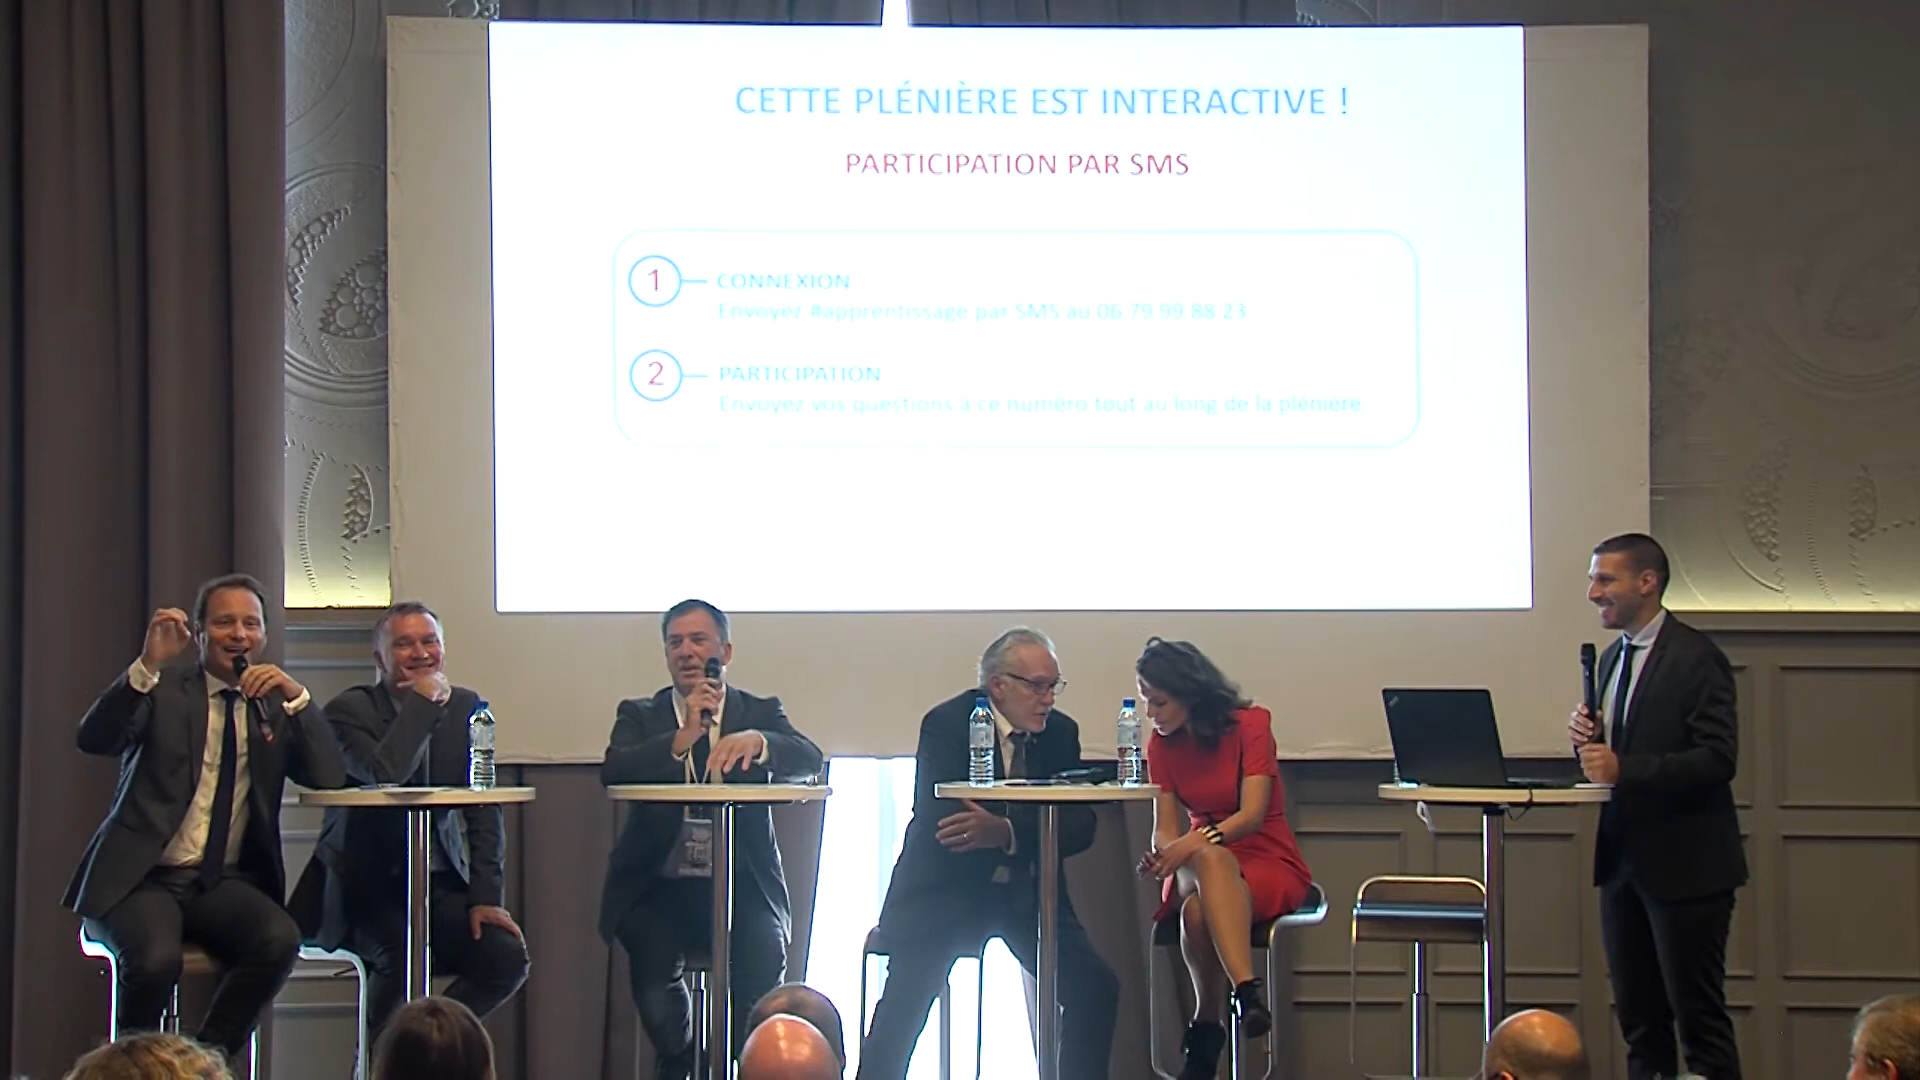 CETTE PLÉNIÈRE EST INTERACTIVE !
PARTICIPATION PAR SMS
1
CONNEXION
Envoyez #apprentissage par SMS au 06 79 99 88 23
2
PARTICIPATION
Envoyez vos questions à ce numéro tout au long de la plénière